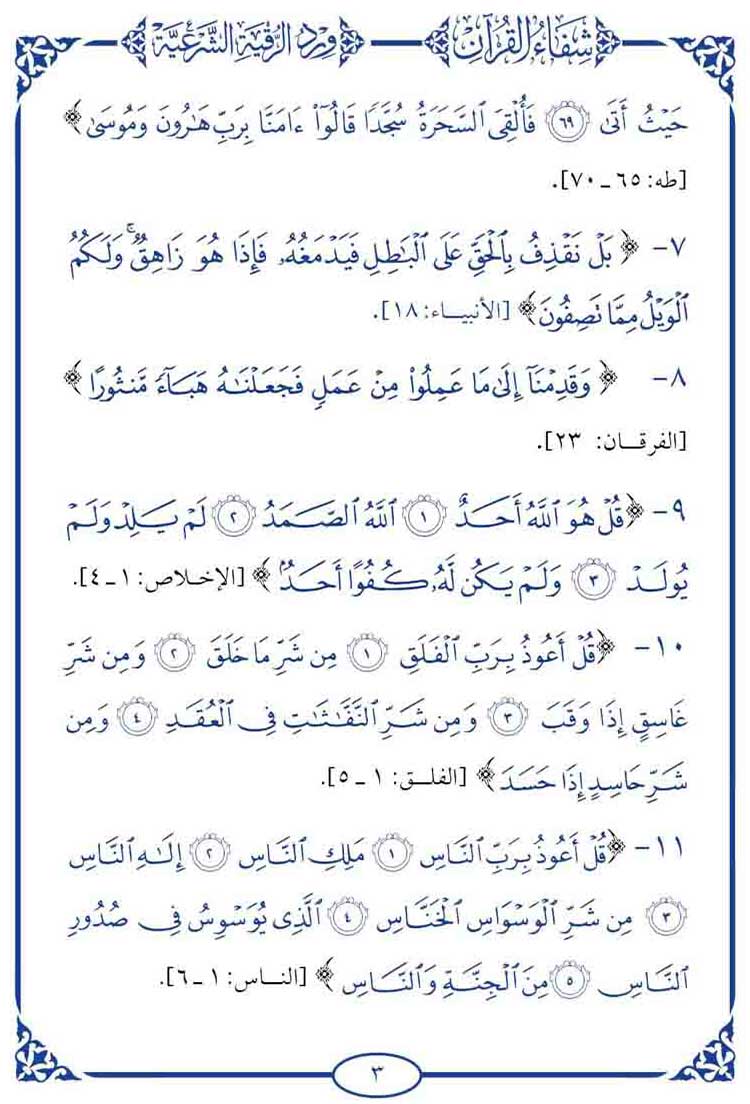 شِفَاءُ القُرْآنِ وِرْدُ الرُّقْيَةِ الشَّرْعِيَّةِ
حَيْثُ أَتَىٰ ٦٩ فَأُلْقِيَ ٱلسَّحَرَةُ سُجَّدًا قَالُوٓا۟ ءَامَنَّا بِرَبِّ هَٰرُونَ وَمُوسَىٰ ﴾
[طه: ٦٥ ـ ٧٠].
٧- ﴿ بَلْ نَقْذِفُ بِٱلْحَقِّ عَلَى ٱلْبَٰطِلِ فَيَدْمَغُهُۥ فَإِذَا هُوَ زَاهِقٌۚ وَلَكُمُ
ٱلْوَيْلُ مِمَّا تَصِفُونَ ﴾ [الأنبياء: ١٨].
٨- ﴿ وَقَدِمْنَآ إِلَىٰ مَا عَمِلُوا۟ مِنْ عَمَلٍ فَجَعَلْنَٰهُ هَبَآءً مَّنثُورًا ﴾
[الفرقان: ٢٣].
٩- ﴿ قُلْ هُوَ ٱللَّهُ أَحَدٌ ١ ٱللَّهُ ٱلصَّمَدُ ٢ لَمْ يَلِدْ وَلَمْ
يُولَدْ ٣ وَلَمْ يَكُن لَّهُۥ كُفُوًا أَحَدٌۢ ﴾ [الإخلاص: ١ ـ ٤].
١٠- ﴿ قُلْ أَعُوذُ بِرَبِّ ٱلْفَلَقِ ١ مِن شَرِّ مَا خَلَقَ ٢ وَمِن شَرِّ
غَاسِقٍ إِذَا وَقَبَ ٣ وَمِن شَرِّ ٱلنَّفَّٰثَٰتِ فِى ٱلْعُقَدِ ٤ وَمِن
شَرِّ حَاسِدٍ إِذَا حَسَدَ ﴾ [الفلق: ١ ـ ٥].
١١- ﴿ قُلْ أَعُوذُ بِرَبِّ ٱلنَّاسِ ١ مَلِكِ ٱلنَّاسِ ٢ إِلَٰهِ ٱلنَّاسِ
٣ مِن شَرِّ ٱلْوَسْوَاسِ ٱلْخَنَّاسِ ٤ ٱلَّذِى يُوَسْوِسُ فِى صُدُورِ
ٱلنَّاسِ ٥ مِنَ ٱلْجِنَّةِ وَٱلنَّاسِ ﴾ [الناس: ١ ـ ٦].
٣